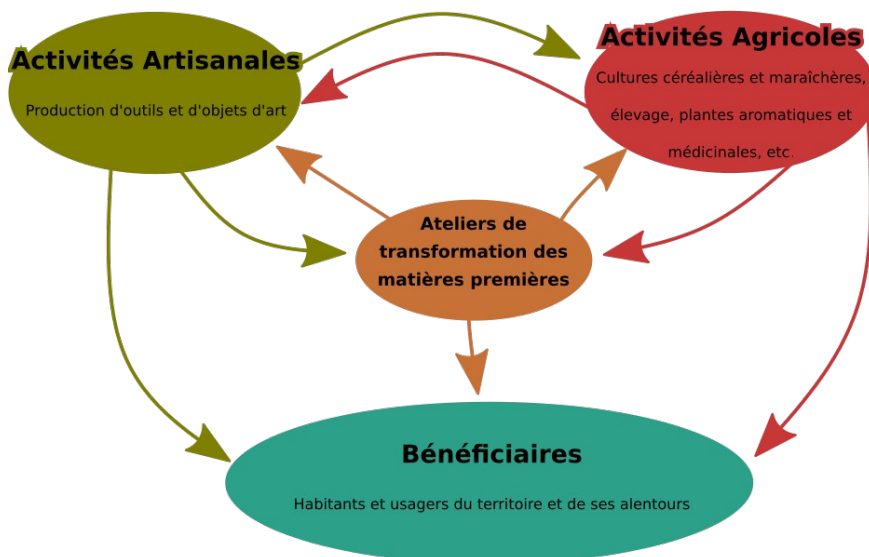 Activités Artisanales
Production d'outils et d'objets d'art
Activités Agricoles
Cultures céréalières et maraîchères,
élevage, plantes aromatiques et
médicinales, etc.
Ateliers de
transformation des
matières premières
Bénéficiaires
Habitants et usagers du territoire et de ses alentours